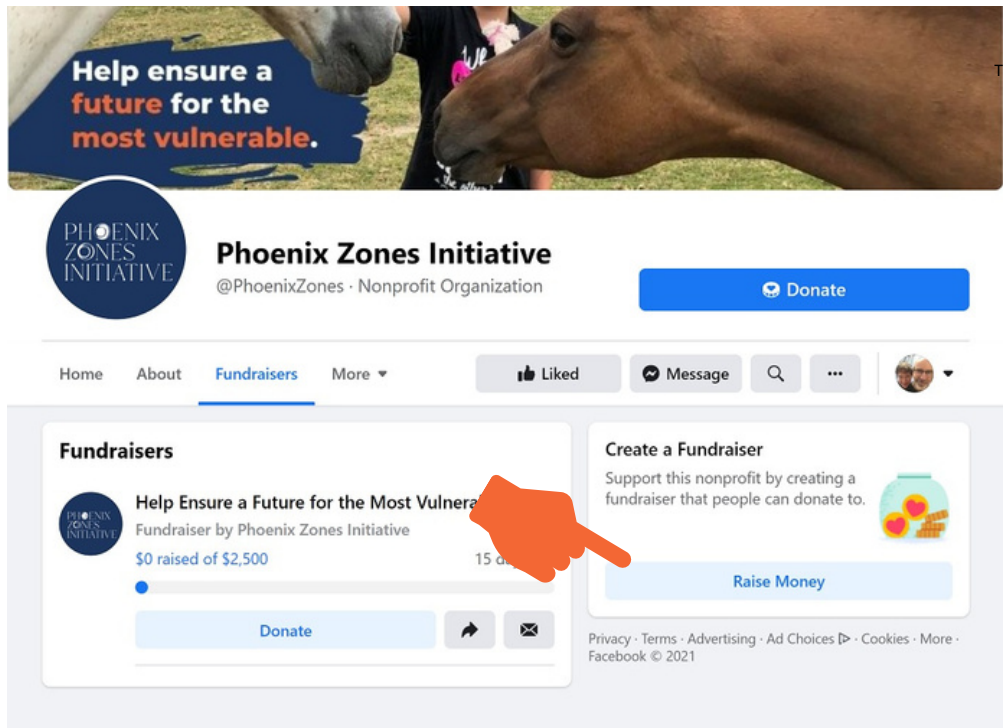 Help ensure a
future for the
most vulnerable.
T
PHOENIX
ZONES
INITIATIVE
Phoenix Zones Initiative
@PhoenixZones · Nonprofit Organization
Donate
Home About Fundraisers More
Liked Message
Fundraisers
PHOENIX
ZONES
INITIATIVE
Help Ensure a Future for the Most
Fundraiser by Phoenix Zones Initiative
$0 raised of $2,500 15
Donate
Create a Fundraiser
Support this nonprofit by creating a
fundraiser that people can donate to.
Raise Money
Privacy · Terms · Advertising · Ad Choices · Cookies · More ·
Facebook © 2021